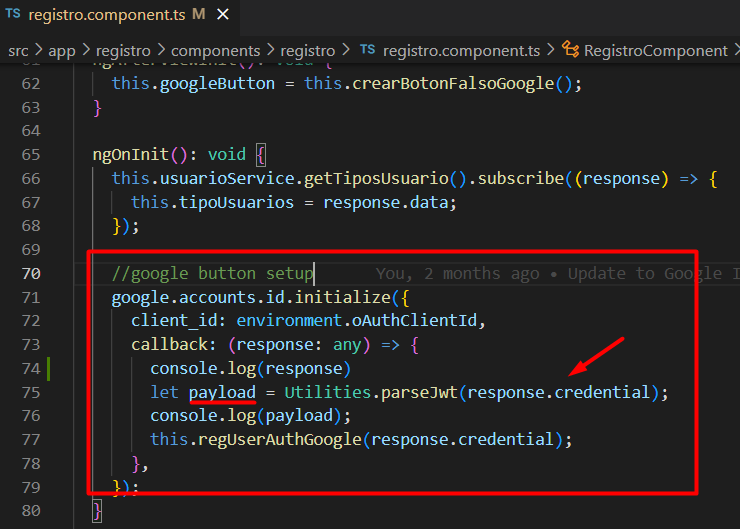 TS registro.component.ts M ×
src > app > registro > components > registro > TS registro.component.ts > RegistroComponent >
62 this.googleButton = this.crearBotonFalsoGoogle();
63 }
64
65 ngOnInit(): void {
66 this.usuarioService.getTiposUsuario().subscribe((response) => {
67 this.tipoUsuarios = response.data;
68 });
69
70 //google button setup You, 2 months ago • Update to Google I
71 google.accounts.id.initialize({
72 client_id: environment.oAuthClientId,
73 callback: (response: any) => {
74 console.log(response)
75 let payload = Utilities.parseJwt(response.credential);
76 console.log(payload);
77 this.regUserAuthGoogle(response.credential);
78 },
79 });
80 }